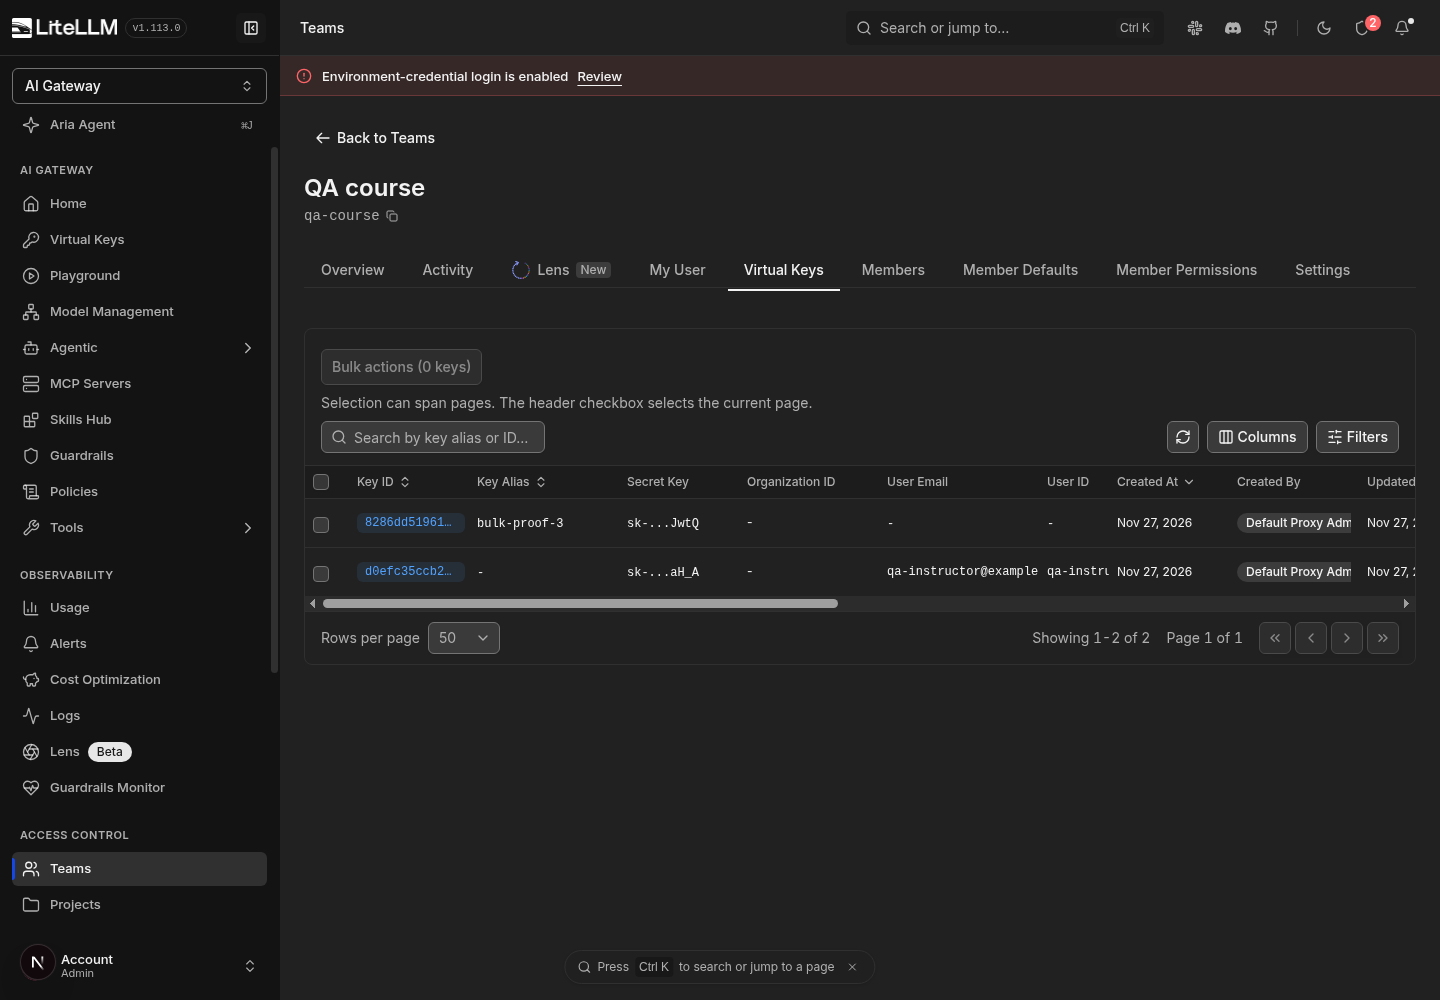 LiteLLM v1.113.0
Teams
Search or jump to... Ctrl K
2
AI Gateway
Environment-credential login is enabled Review
Aria Agent ⌘J
AI GATEWAY
Home
Virtual Keys
Playground
Model Management
Agentic
MCP Servers
Skills Hub
Guardrails
Policies
Tools
OBSERVABILITY
Usage
Alerts
Cost Optimization
Logs
Lens Beta
Guardrails Monitor
ACCESS CONTROL
Teams
Projects
N
Account
Admin
Back to Teams
QA course
qa-course
Overview Activity Lens New My User Virtual Keys Members Member Defaults Member Permissions Settings
Bulk actions (0 keys)
Selection can span pages. The header checkbox selects the current page.
Search by key alias or ID...
Columns Filters
Key ID Key Alias Secret Key Organization ID User Email User ID Created At Created By Updated
8286dd51961… bulk-proof-3 sk-...JwtQ - - - Nov 27, 2026 Default Proxy Adm Nov 27, 2
d0efc35ccb2… - sk-...aH_A - qa-instructor@example qa-instru Nov 27, 2026 Default Proxy Adm Nov 27, 2
Rows per page 50 Showing 1-2 of 2 Page 1 of 1
Press Ctrl K to search or jump to a page